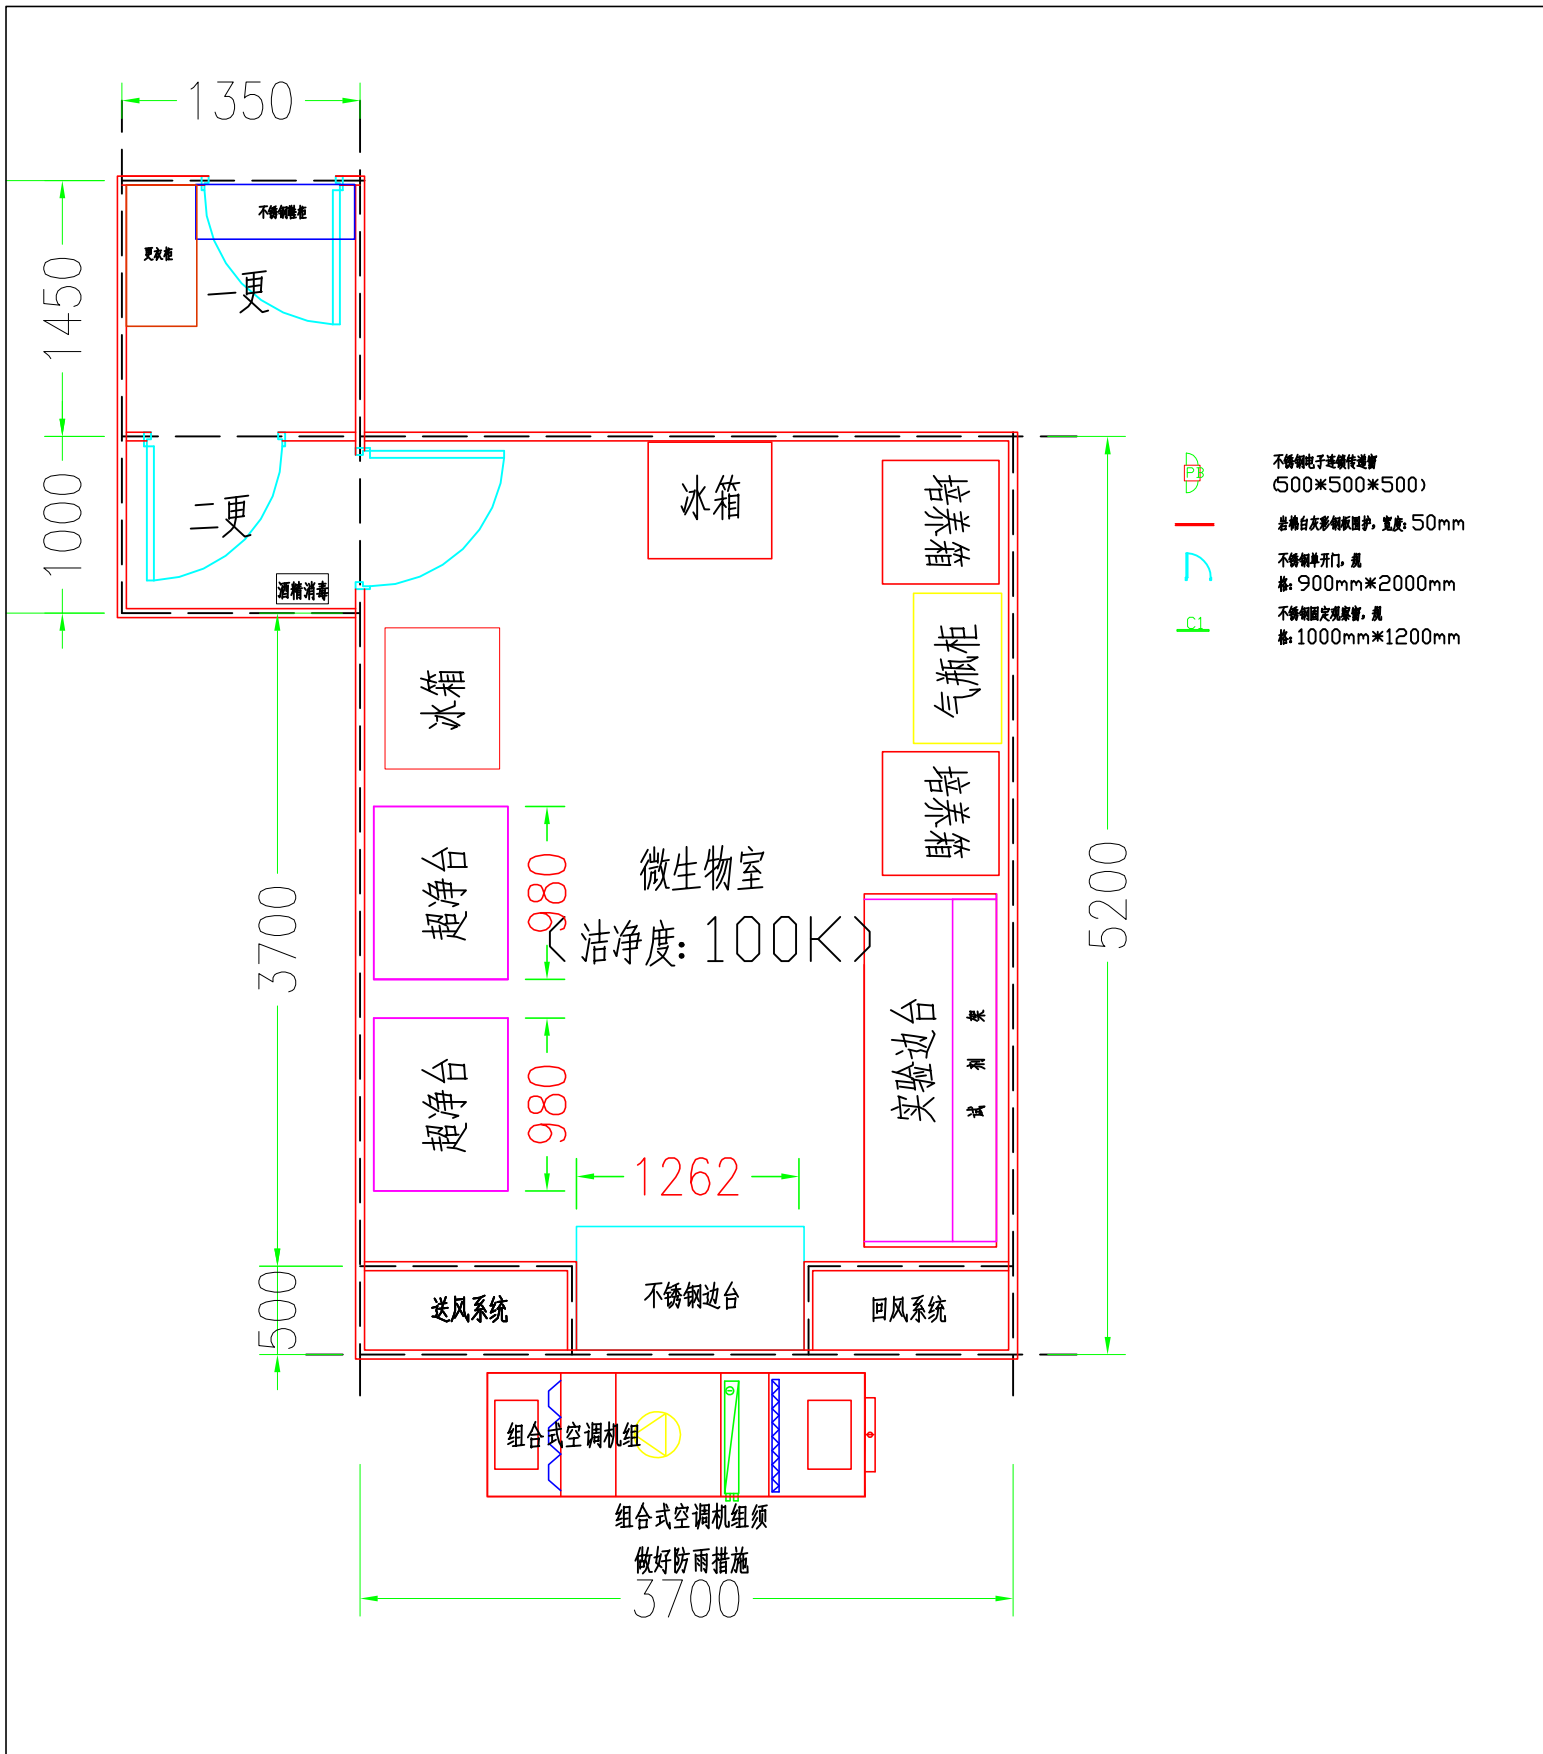 1350
不锈钢鞋柜
更衣柜
一更
1450
1000
二更
酒精消毒
冰箱
培养箱
不锈钢电子连锁传递窗
(500*500*500)
PB
岩棉白灰彩钢板围护，宽度：50mm
不锈钢单开门，规
格：900mm*2000mm
不锈钢固定观察窗，规
格：1000mm*1200mm
C1
气瓶柜
冰箱
培养箱
超净台
980
微生物室
(洁净度：100K)
3700
5200
超净台
980
实验边台
试剂架
1262
500
送风系统
不锈钢边台
回风系统
组合式空调机组
组合式空调机组须
做好防雨措施
3700